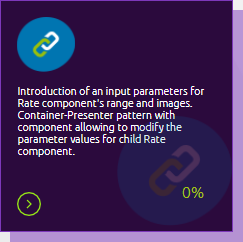 Introduction of an input parameters for
Rate component's range and images.
Container-Presenter pattern with
component allowing to modify the
parameter values for child Rate
component.
0%